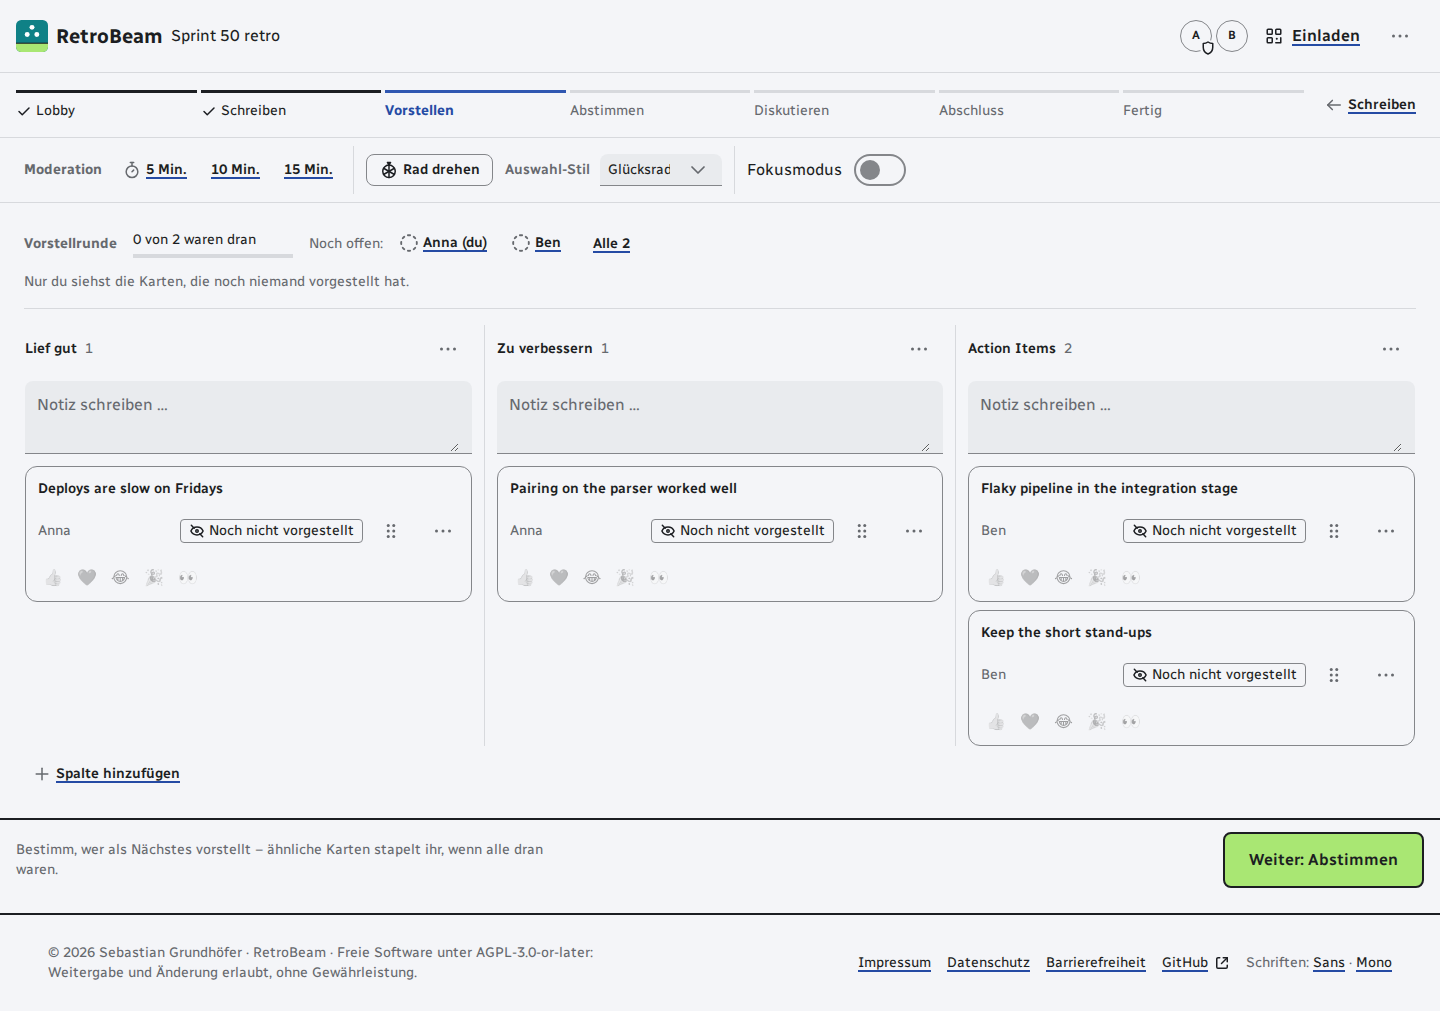 RetroBeam Sprint 50 retro
A B Einladen
Lobby Schreiben Vorstellen Abstimmen Diskutieren Abschluss Fertig Schreiben
Moderation 5 Min. 10 Min. 15 Min. Rad drehen Auswahl-Stil Glücksrad Fokusmodus
Vorstellrunde 0 von 2 waren dran Noch offen: Anna (du) Ben Alle 2
Nur du siehst die Karten, die noch niemand vorgestellt hat.
Lief gut 1
Notiz schreiben ...
Deploys are slow on Fridays
Anna Noch nicht vorgestellt
Zu verbessern 1
Notiz schreiben ...
Pairing on the parser worked well
Anna Noch nicht vorgestellt
Action Items 2
Notiz schreiben ...
Flaky pipeline in the integration stage
Ben Noch nicht vorgestellt
Keep the short stand-ups
Ben Noch nicht vorgestellt
Spalte hinzufügen
Bestimm, wer als Nächstes vorstellt – ähnliche Karten stapelt ihr, wenn alle dran
waren.
Weiter: Abstimmen
© 2026 Sebastian Grundhöfer · RetroBeam · Freie Software unter AGPL-3.0-or-later:
Weitergabe und Änderung erlaubt, ohne Gewährleistung.
Impressum Datenschutz Barrierefreiheit GitHub Schriften: Sans · Mono